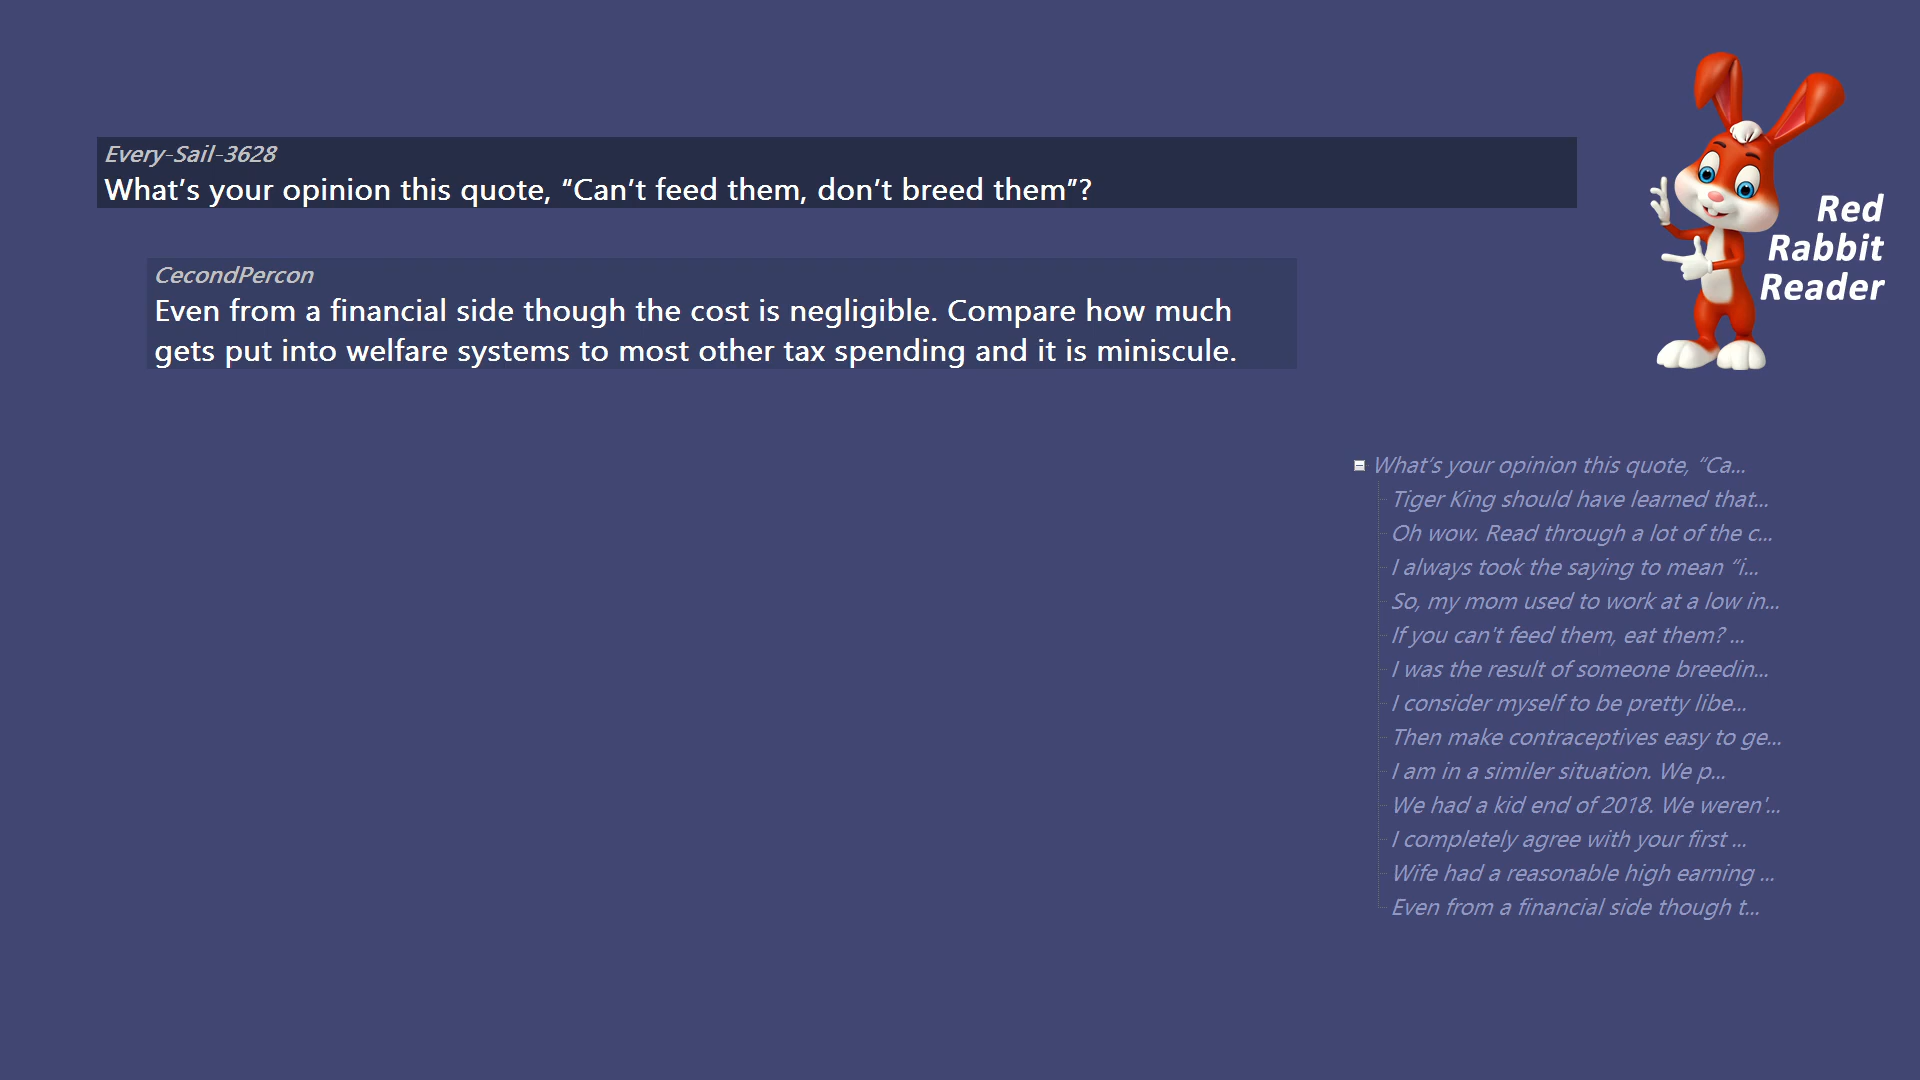 Every-Sail-3628
What’s your opinion this quote, “Can’t feed them, don’t breed them”?
CecondPercon
Even from a financial side though the cost is negligible. Compare how much
gets put into welfare systems to most other tax spending and it is miniscule.
Red
Rabbit
Reader
What’s your opinion this quote, “Ca...
Tiger King should have learned that...
Oh wow. Read through a lot of the c...
I always took the saying to mean “i...
So, my mom used to work at a low in...
If you can't feed them, eat them? ...
I was the result of someone breedin...
I consider myself to be pretty libe...
Then make contraceptives easy to ge...
I am in a similer situation. We p...
We had a kid end of 2018. We weren'...
I completely agree with your first ...
Wife had a reasonable high earning ...
Even from a financial side though t...